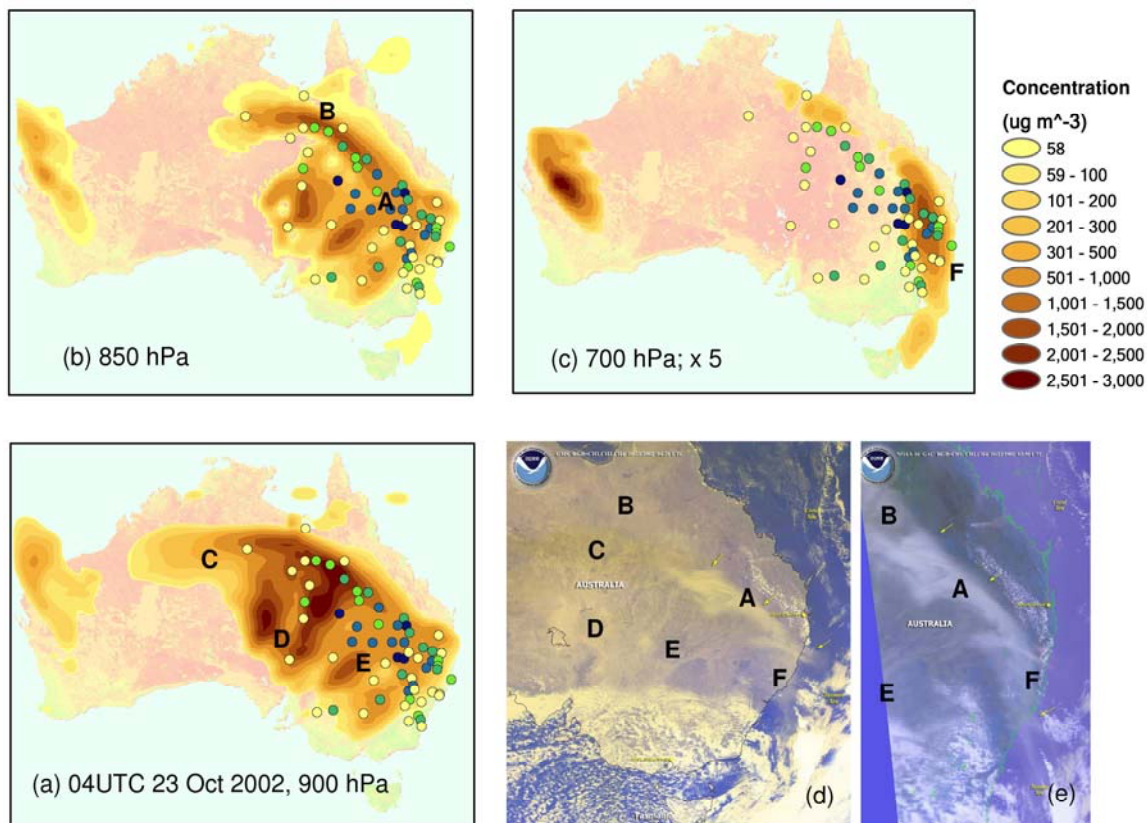 B
A
(b) 850 hPa
F
(c) 700 hPa; x 5
Concentration
(ug m^-3)
58
59 - 100
101 - 200
201 - 300
301 - 500
501 - 1,000
1,001 - 1,500
1,501 - 2,000
2,001 - 2,500
2,501 - 3,000
C
D
E
(a) 04UTC 23 Oct 2002, 900 hPa
B
C
AUSTRALIA
A
D
E
F
(d)
B
A
AUSTRALIA
E
F
(e)